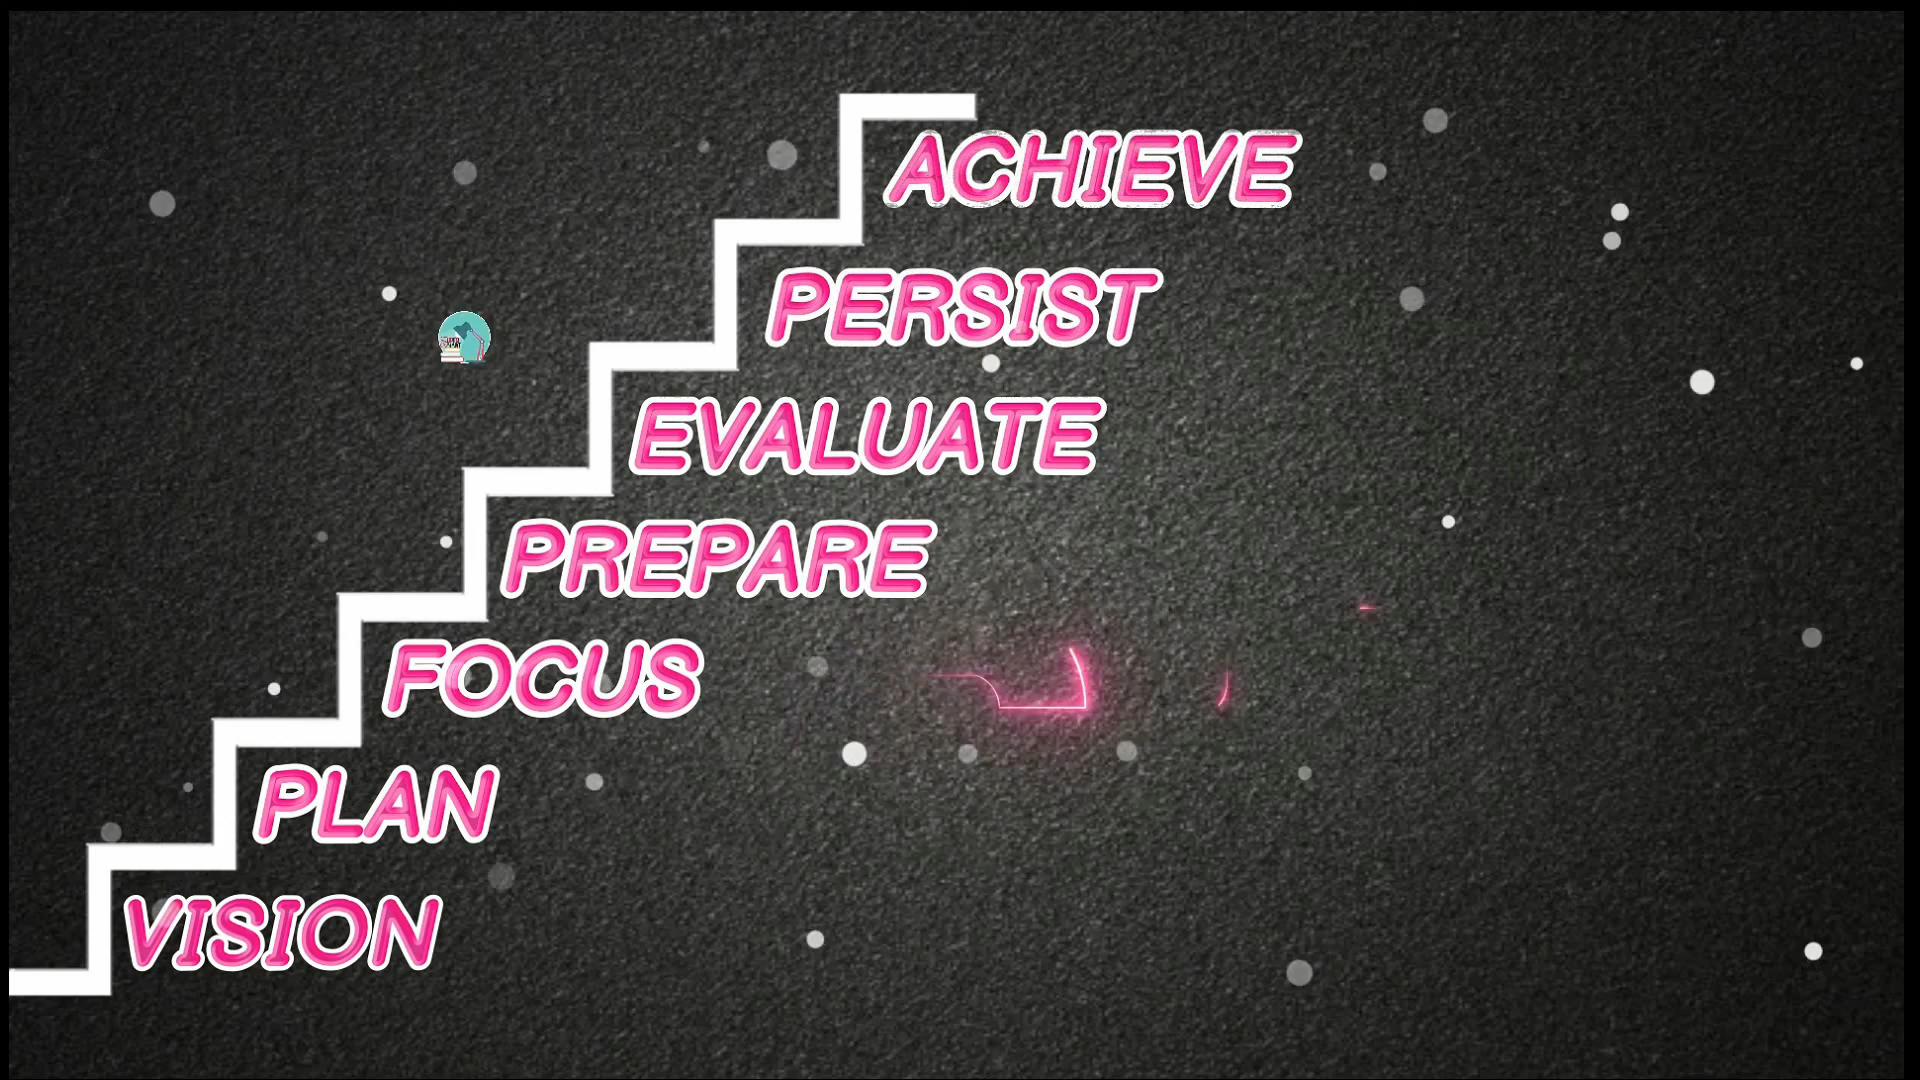 ACHIEVE
PERSIST
EVALUATE
PREPARE
FOCUS
PLAN
VISION